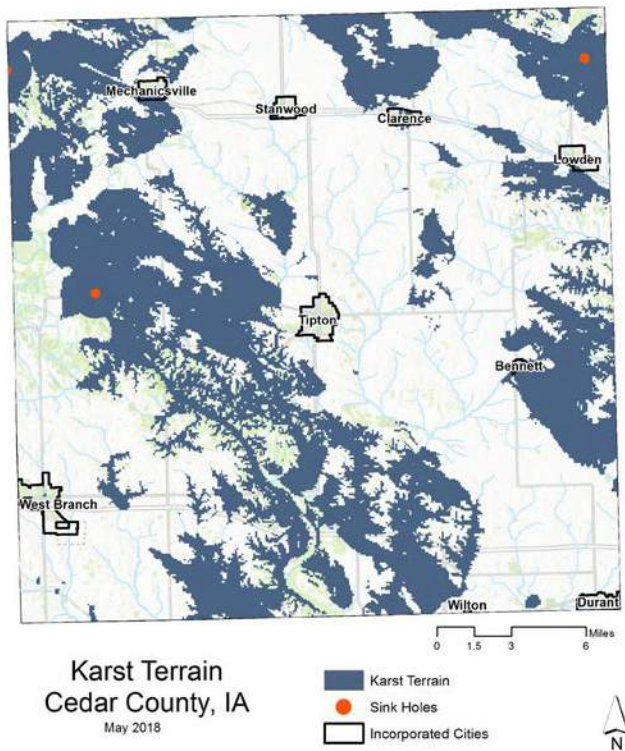 Mechanicsville
Stanwood
Clarence
Lowden
Tipton
Bennett
West Branch
Wilton
Durant
Miles
0 1.5 3 6
Karst Terrain
Cedar County, IA
May 2018
Karst Terrain
Sink Holes
Incorporated Cities
N